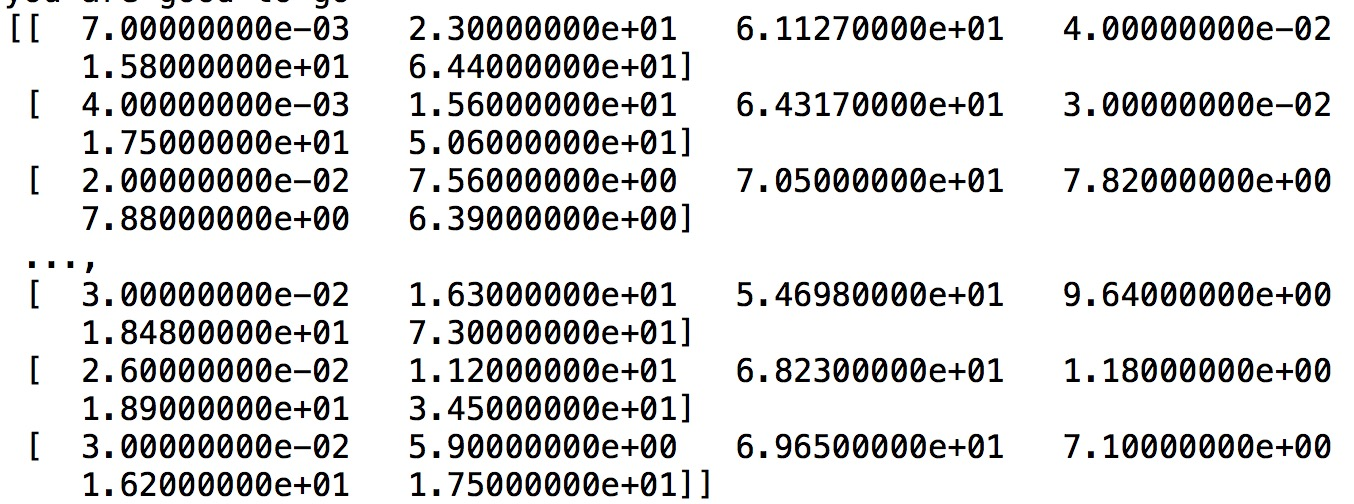 you are good to go
[[  7.00000000e-03   2.30000000e+01   6.11270000e+01   4.00000000e-02
    1.58000000e+01   6.44000000e+01]
 [  4.00000000e-03   1.56000000e+01   6.43170000e+01   3.00000000e-02
    1.75000000e+01   5.06000000e+01]
 [  2.00000000e-02   7.56000000e+00   7.05000000e+01   7.82000000e+00
    7.88000000e+00   6.39000000e+00]
 ...,
 [  3.00000000e-02   1.63000000e+01   5.46980000e+01   9.64000000e+00
    1.84800000e+01   7.30000000e+01]
 [  2.60000000e-02   1.12000000e+01   6.82300000e+01   1.18000000e+00
    1.89000000e+01   3.45000000e+01]
 [  3.00000000e-02   5.90000000e+00   6.96500000e+01   7.10000000e+00
    1.62000000e+01   1.75000000e+01]]